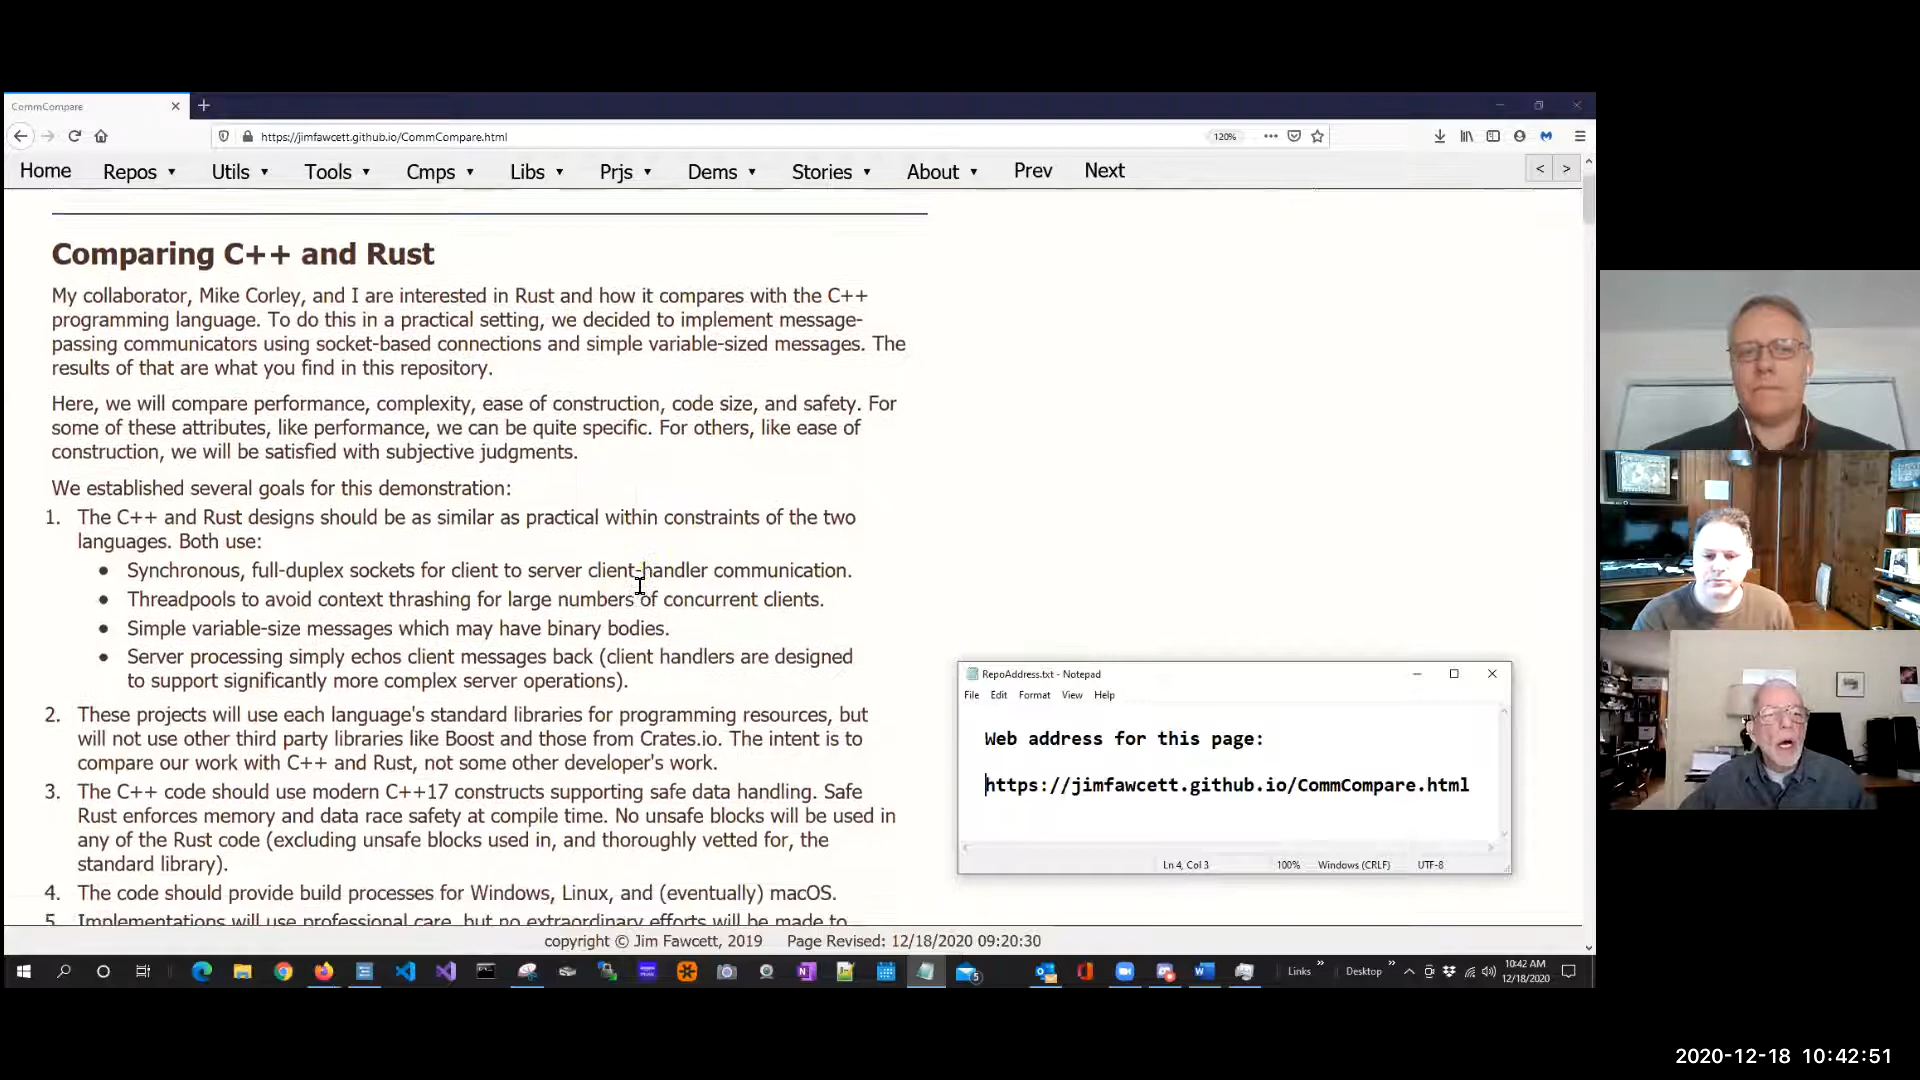 CommCompare
https://jimfawcett.github.io/CommCompare.html
120%
Home Repos Utils Tools Cmps Libs Prjs Dems Stories About Prev Next
< >
Comparing C++ and Rust
My collaborator, Mike Corley, and I are interested in Rust and how it compares with the C++
programming language. To do this in a practical setting, we decided to implement message-
passing communicators using socket-based connections and simple variable-sized messages. The
results of that are what you find in this repository.
Here, we will compare performance, complexity, ease of construction, code size, and safety. For
some of these attributes, like performance, we can be quite specific. For others, like ease of
construction, we will be satisfied with subjective judgments.
We established several goals for this demonstration:
1. The C++ and Rust designs should be as similar as practical within constraints of the two
languages. Both use:
• Synchronous, full-duplex sockets for client to server client-handler communication.
• Threadpools to avoid context thrashing for large numbers of concurrent clients.
• Simple variable-size messages which may have binary bodies.
• Server processing simply echos client messages back (client handlers are designed
to support significantly more complex server operations).
2. These projects will use each language's standard libraries for programming resources, but
will not use other third party libraries like Boost and those from Crates.io. The intent is to
compare our work with C++ and Rust, not some other developer's work.
3. The C++ code should use modern C++17 constructs supporting safe data handling. Safe
Rust enforces memory and data race safety at compile time. No unsafe blocks will be used in
any of the Rust code (excluding unsafe blocks used in, and thoroughly vetted for, the
standard library).
4. The code should provide build processes for Windows, Linux, and (eventually) macOS.
5. Implementations will use professional care, but no extraordinary efforts will be made to
RepoAddress.txt - Notepad
File Edit Format View Help
Web address for this page:
https://jimfawcett.github.io/CommCompare.html
Ln 4, Col 3 100% Windows (CRLF) UTF-8
copyright © Jim Fawcett, 2019 Page Revised: 12/18/2020 09:20:30
Links Desktop
10:42 AM
12/18/2020
2020-12-18 10:42:51